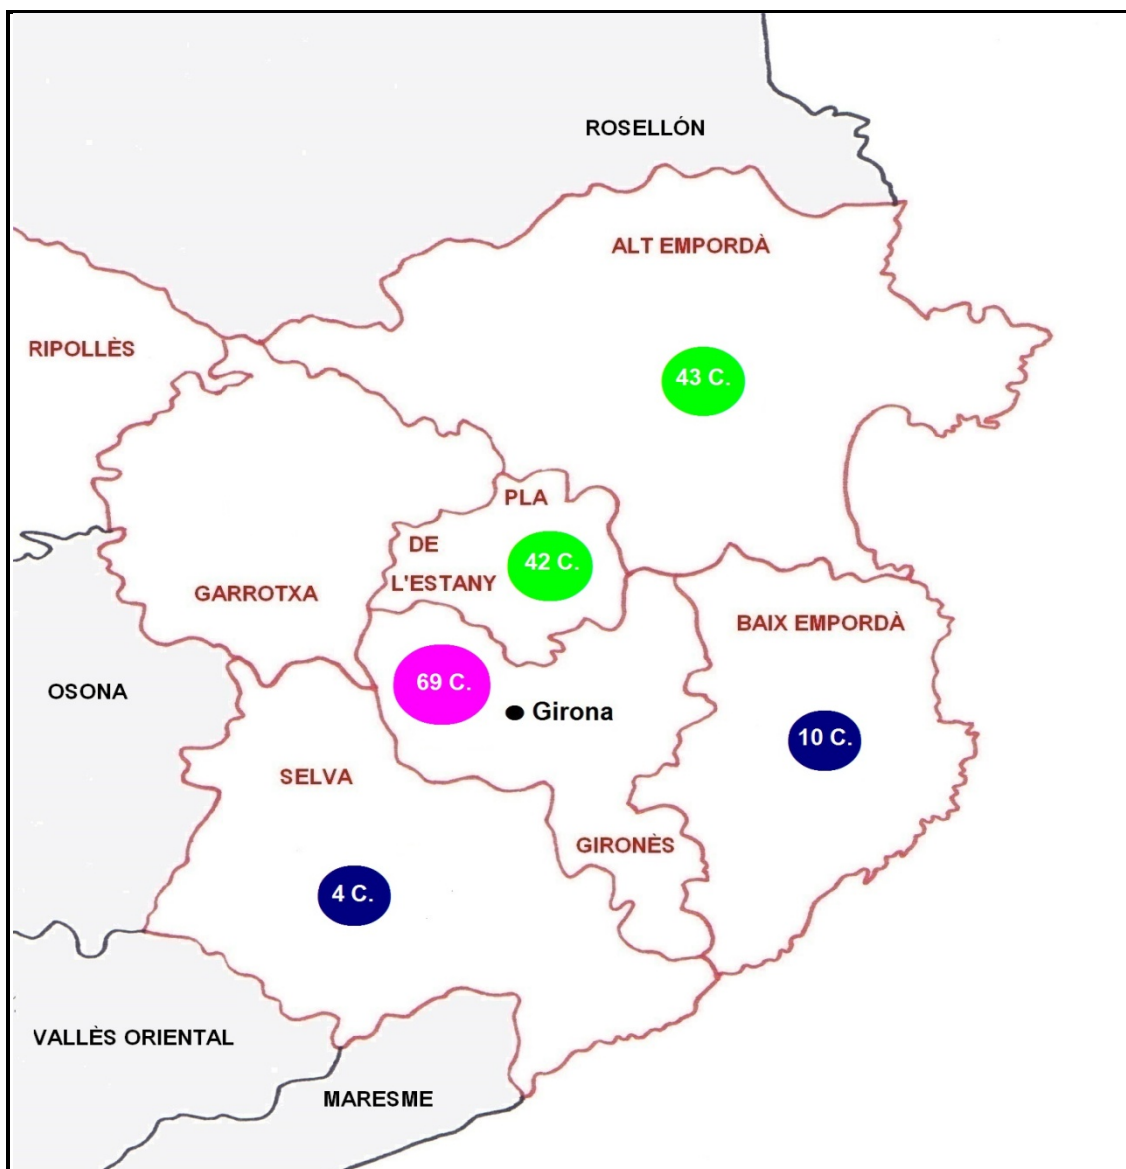 ROSELLÓN
ALT EMPORDÀ
RIPOLLÈS
43 C.
PLA
DE
L'ESTANY
42 C.
GARROTXA
BAIX EMPORDÀ
OSONA
69 C.
Girona
10 C.
SELVA
GIRONÈS
4 C.
VALLÈS ORIENTAL
MARESME